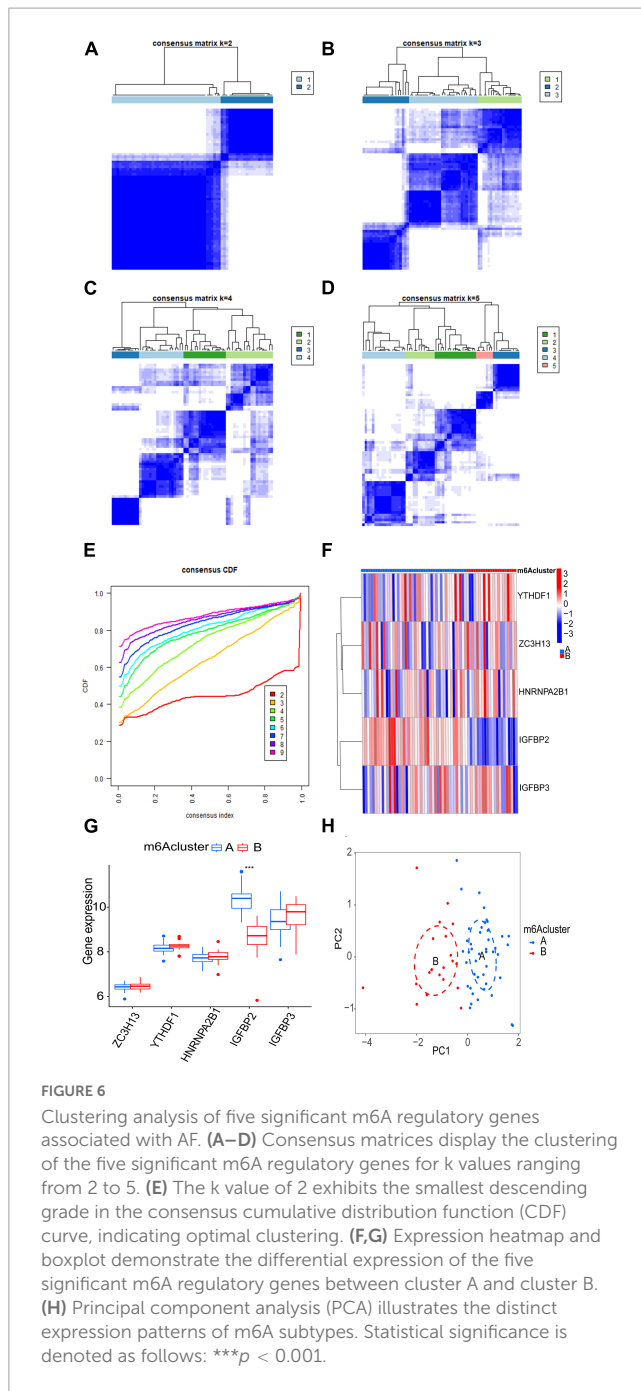 A
consensus matrix k=2
1
2
B
consensus matrix k=3
1
2
3
C
consensus matrix k=4
1
2
3
4
D
consensus matrix k=5
1
2
3
4
5
E
consensus CDF
CDF
1.0
0.8
0.6
0.4
0.2
0.0
2
3
4
5
6
7
8
9
0.0 0.2 0.4 0.6 0.8 1.0
consensus index
F
m6Acluster
YTHDF1
ZC3H13
HNRNPA2B1
IGFBP2
IGFBP3
3
2
1
0
-1
-2
-3
A
B
G
m6Acluster A B
Gene expression
10
8
6
***
ZC3H13
YTHDF1
HNRNPA2B1
IGFBP2
IGFBP3
H
PC2
2
1
0
-1
B
A
-4 -2 0 2
PC1
m6Acluster
A
B
FIGURE 6
Clustering analysis of five significant m6A regulatory genes
associated with AF. (A–D) Consensus matrices display the clustering
of the five significant m6A regulatory genes for k values ranging
from 2 to 5. (E) The k value of 2 exhibits the smallest descending
grade in the consensus cumulative distribution function (CDF)
curve, indicating optimal clustering. (F,G) Expression heatmap and
boxplot demonstrate the differential expression of the five
significant m6A regulatory genes between cluster A and cluster B.
(H) Principal component analysis (PCA) illustrates the distinct
expression patterns of m6A subtypes. Statistical significance is
denoted as follows: ***p < 0.001.